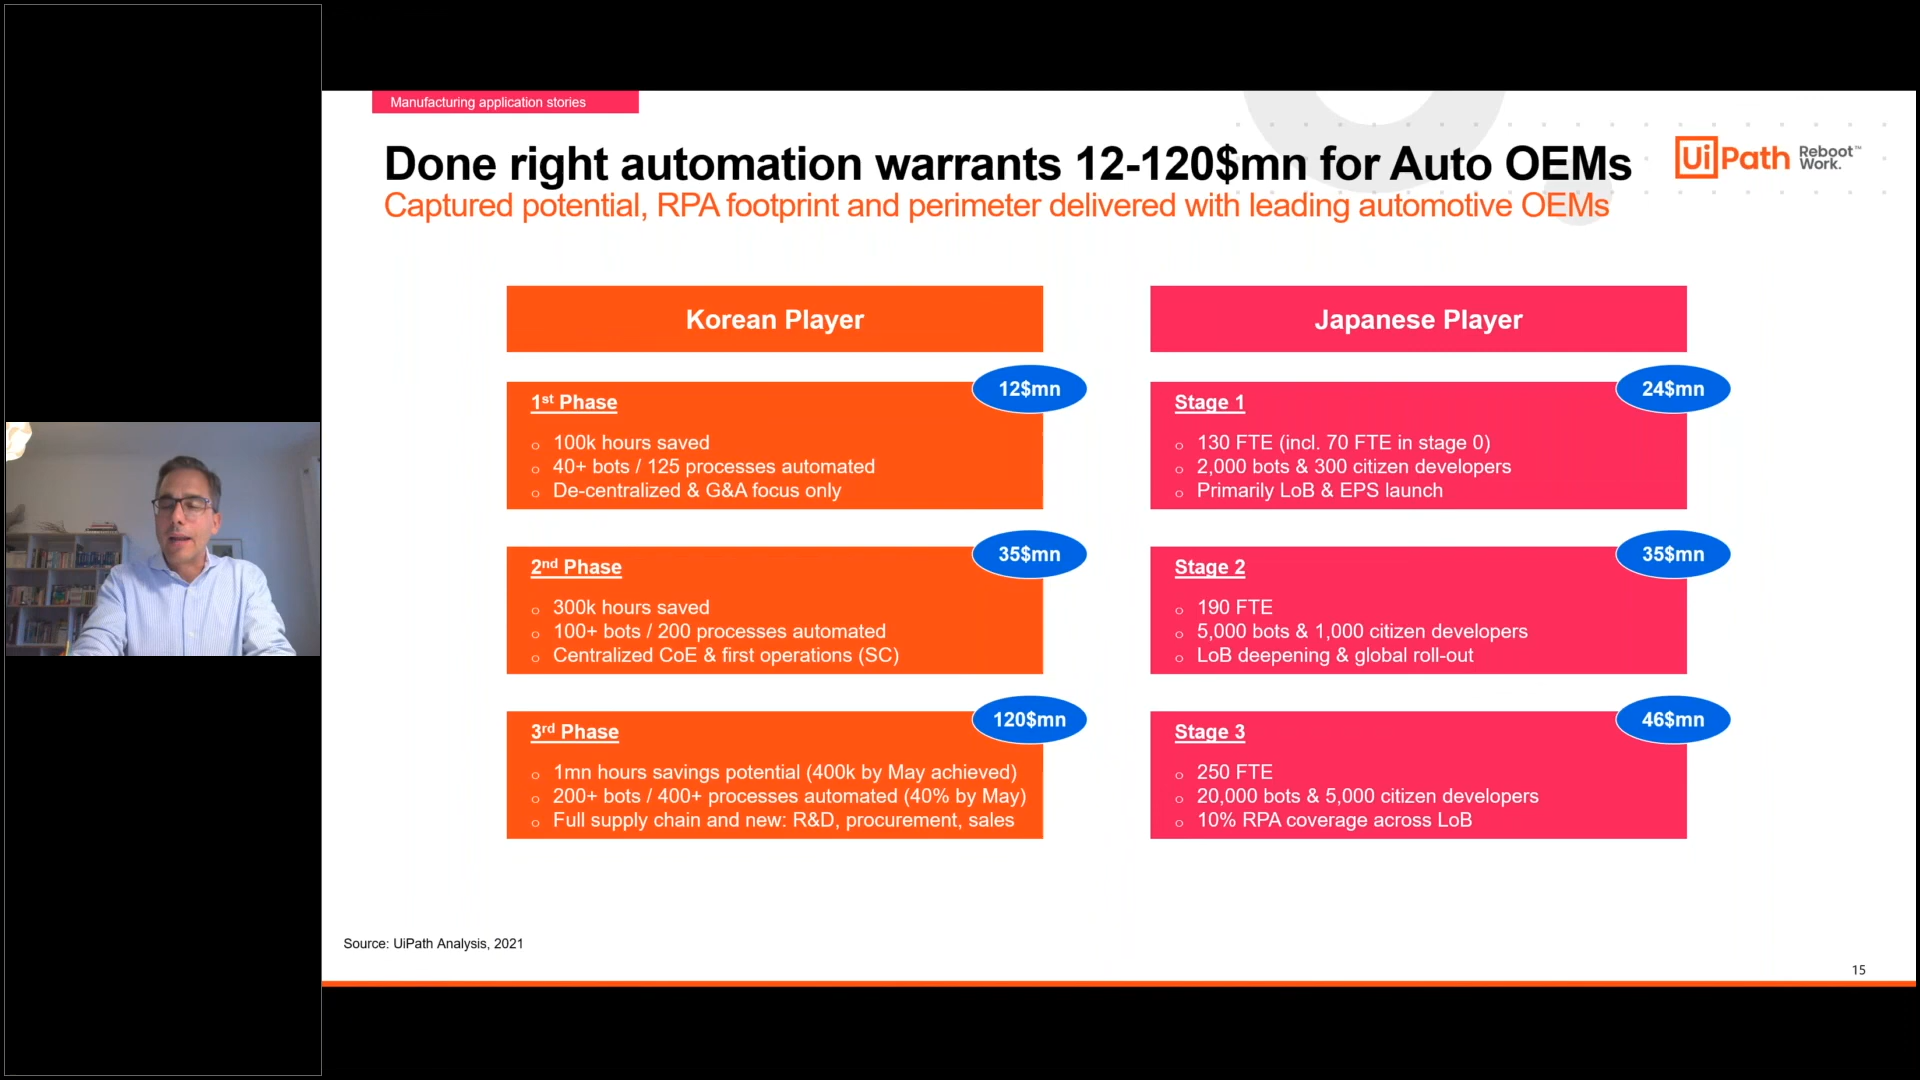 Manufacturing application stories
Done right automation warrants 12-120$mn for Auto OEMs
UiPath Reboot Work.™
Captured potential, RPA footprint and perimeter delivered with leading automotive OEMs
Korean Player
12$mn
1st Phase
100k hours saved
40+ bots / 125 processes automated
De-centralized & G&A focus only
35$mn
2nd Phase
300k hours saved
100+ bots / 200 processes automated
Centralized CoE & first operations (SC)
120$mn
3rd Phase
1mn hours savings potential (400k by May achieved)
200+ bots / 400+ processes automated (40% by May)
Full supply chain and new: R&D, procurement, sales
Japanese Player
24$mn
Stage 1
130 FTE (incl. 70 FTE in stage 0)
2,000 bots & 300 citizen developers
Primarily LoB & EPS launch
35$mn
Stage 2
190 FTE
5,000 bots & 1,000 citizen developers
LoB deepening & global roll-out
46$mn
Stage 3
250 FTE
20,000 bots & 5,000 citizen developers
10% RPA coverage across LoB
Source: UiPath Analysis, 2021
15